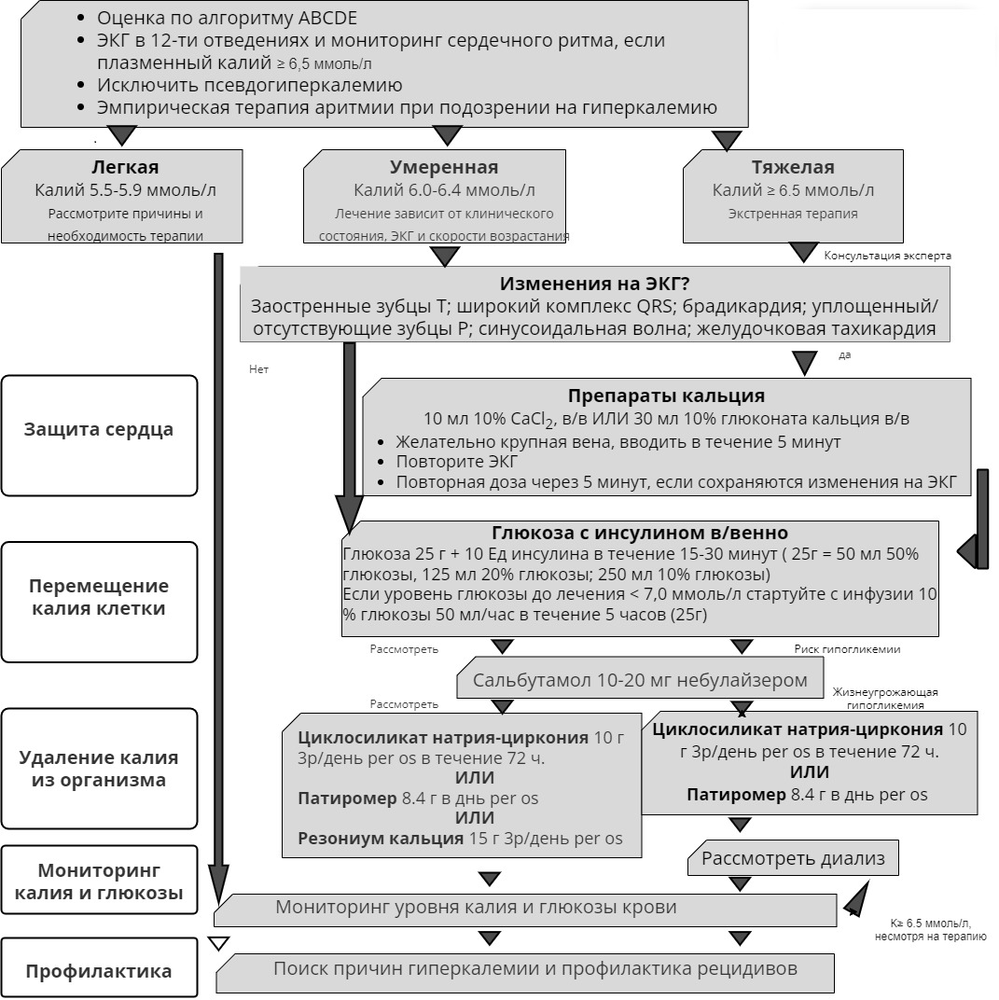 • Оценка по алгоритму ABCDE
• ЭКГ в 12-ти отведениях и мониторинг сердечного ритма, если
плазменный калий ≥ 6,5 ммоль/л
• Исключить псевдогиперкалемию
• Эмпирическая терапия аритмии при подозрении на гиперкалемию
Легкая
Калий 5.5-5.9 ммоль/л
Рассмотрите причины и
необходимость терапии
Умеренная
Калий 6.0-6.4 ммоль/л
Лечение зависит от клинического
состояния, ЭКГ и скорости возрастания
Тяжелая
Калий ≥ 6.5 ммоль/л
Экстренная терапия
Консультация эксперта
Изменения на ЭКГ?
Заостренные зубцы Т; широкий комплекс QRS; брадикардия; уплощенный/
отсутствующие зубцы Р; синусоидальная волна; желудочковая тахикардия
Нет
да
Защита сердца
Препараты кальция
10 мл 10% CaCl2, в/в ИЛИ 30 мл 10% глюконата кальция в/в
• Желательно крупная вена, вводить в течение 5 минут
• Повторите ЭКГ
• Повторная доза через 5 минут, если сохраняются изменения на ЭКГ
Перемещение
калия клетки
Глюкоза с инсулином в/венно
Глюкоза 25 г + 10 Ед инсулина в течение 15-30 минут ( 25г = 50 мл 50%
глюкозы, 125 мл 20% глюкозы; 250 мл 10% глюкозы)
Если уровень глюкозы до лечения < 7,0 ммоль/л стартуйте с инфузии 10
% глюкозы 50 мл/час в течение 5 часов (25г)
Рассмотреть
Риск гипогликемии
Сальбутамол 10-20 мг небулайзером
Рассмотреть
Жизнеугрожающая
гипогликемия
Удаление калия
из организма
Циклосиликат натрия-циркония 10 г
3р/день per os в течение 72 ч.
ИЛИ
Патиромер 8.4 г в днь per os
ИЛИ
Резониум кальция 15 г 3р/день per os
Циклосиликат натрия-циркония 10
г 3р/день per os в течение 72 ч.
ИЛИ
Патиромер 8.4 г в днь per os
Рассмотреть диализ
Мониторинг
калия и глюкозы
Мониторинг уровня калия и глюкозы крови
K≥ 6.5 ммоль/л,
несмотря на терапию
Профилактика
Поиск причин гиперкалемии и профилактика рецидивов